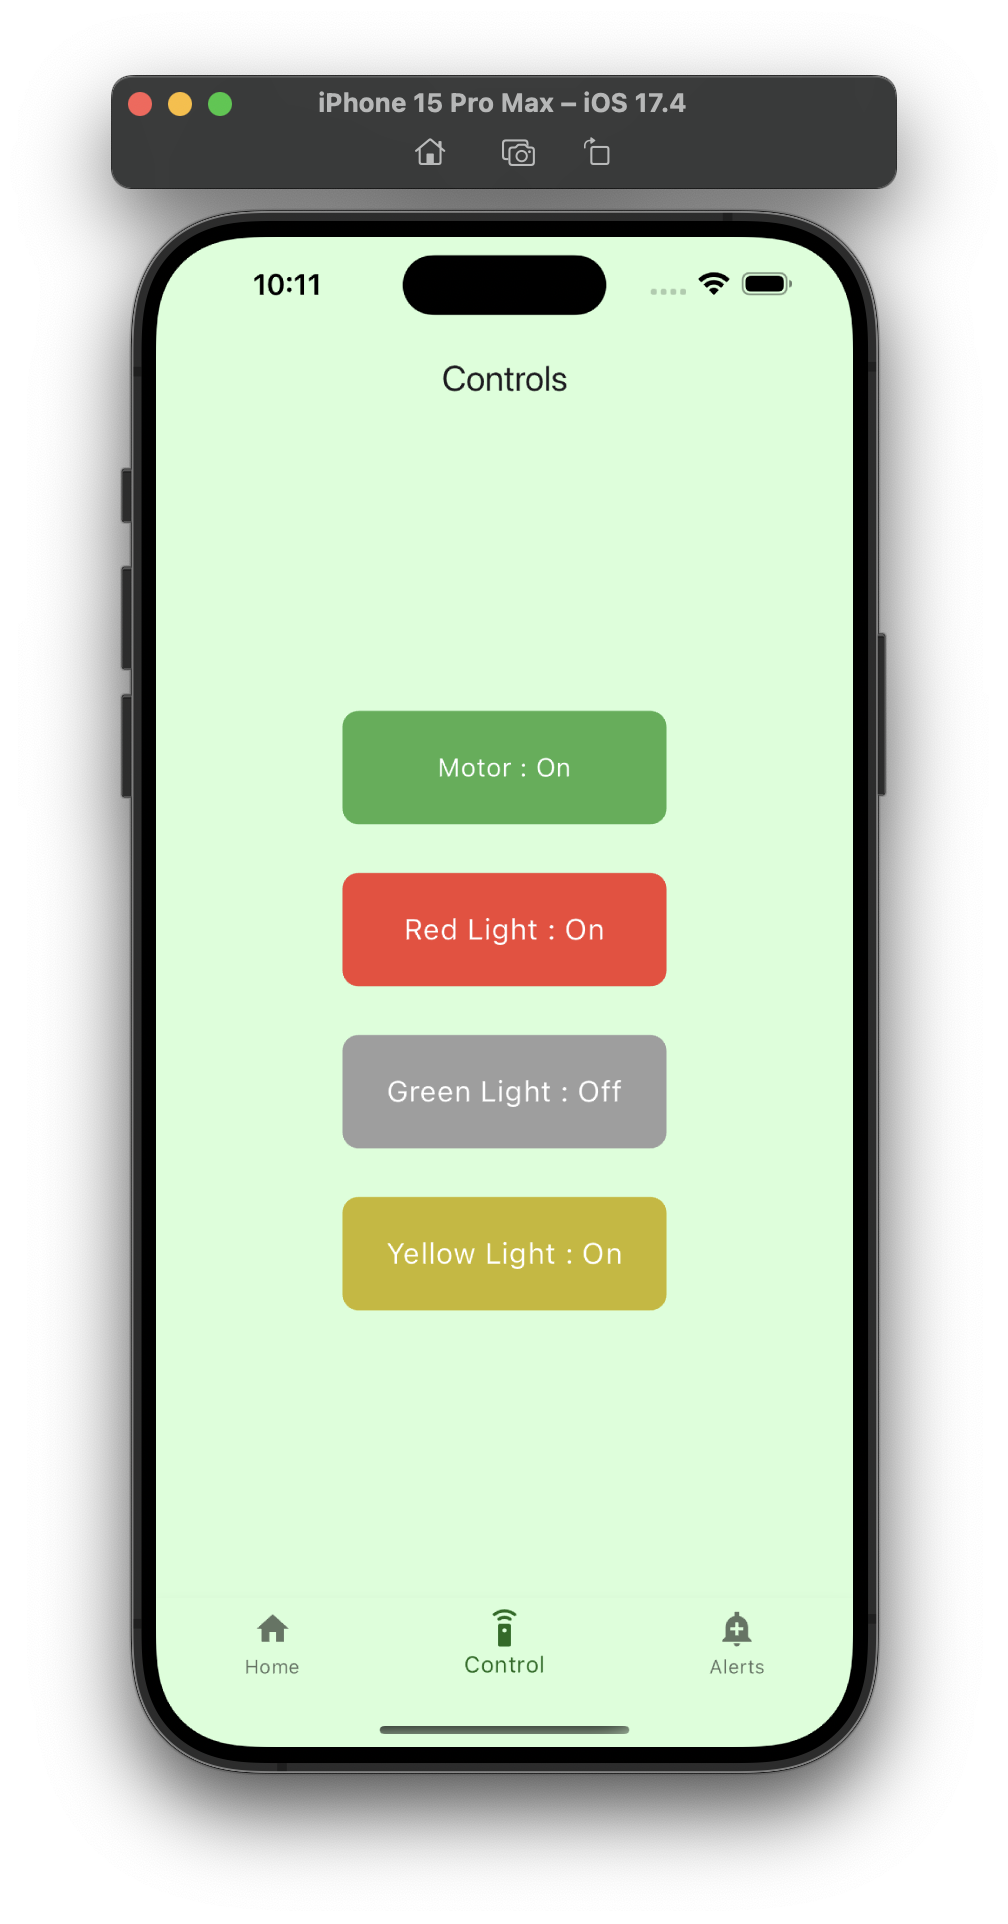 iPhone 15 Pro Max – iOS 17.4
10:11
Controls
Motor : On
Red Light : On
Green Light : Off
Yellow Light : On
Home
Control
Alerts